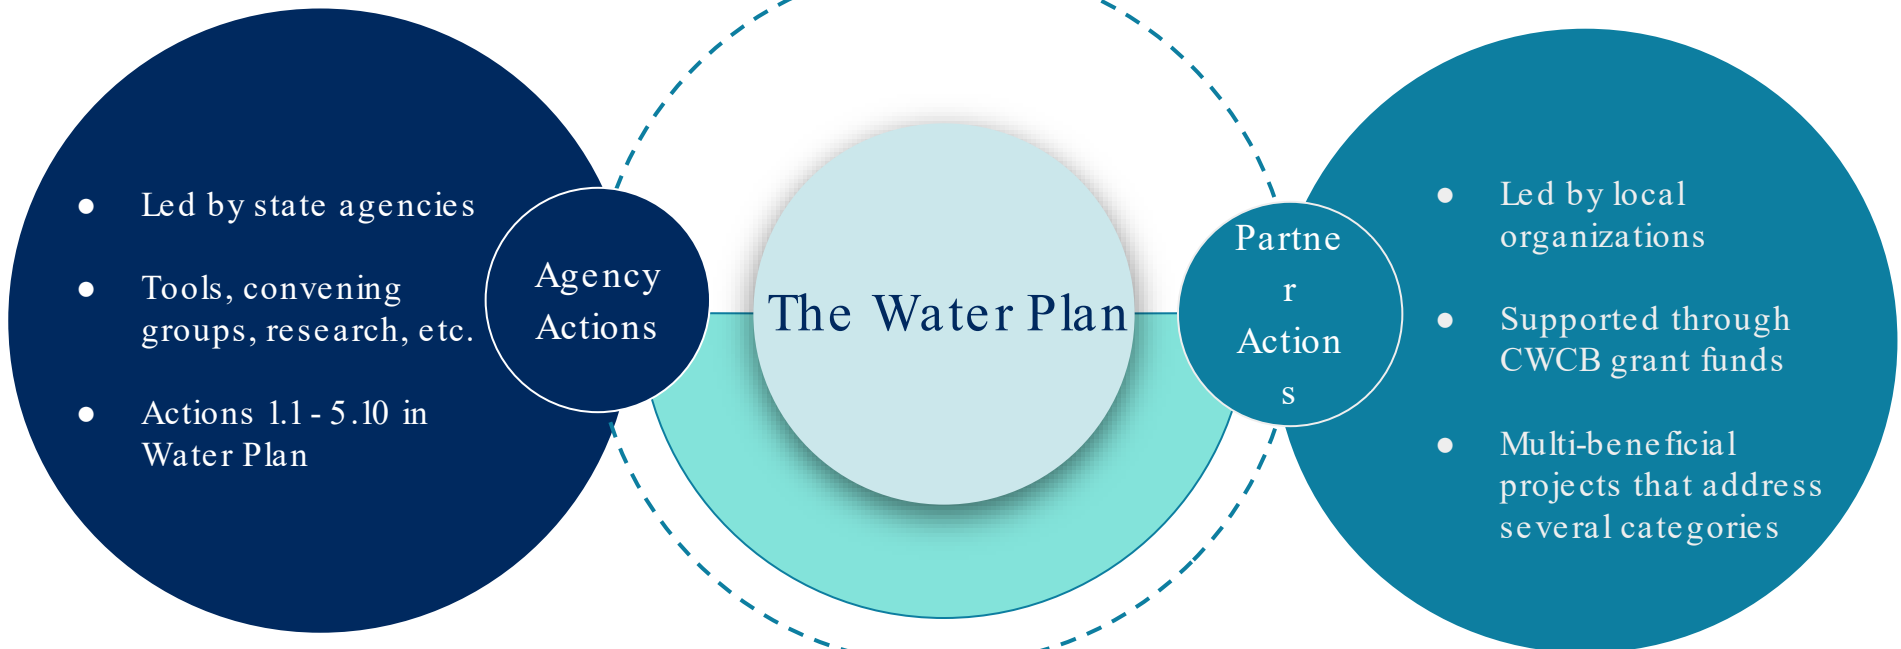 ● Led by state agencies
● Tools, convening
groups, research, etc.
● Actions 1.1 - 5.10 in
Water Plan
Agency
Actions
The Water Plan
Partne
r
Action
s
● Led by local
organizations
● Supported through
CWCB grant funds
● Multi-beneficial
projects that address
several categories